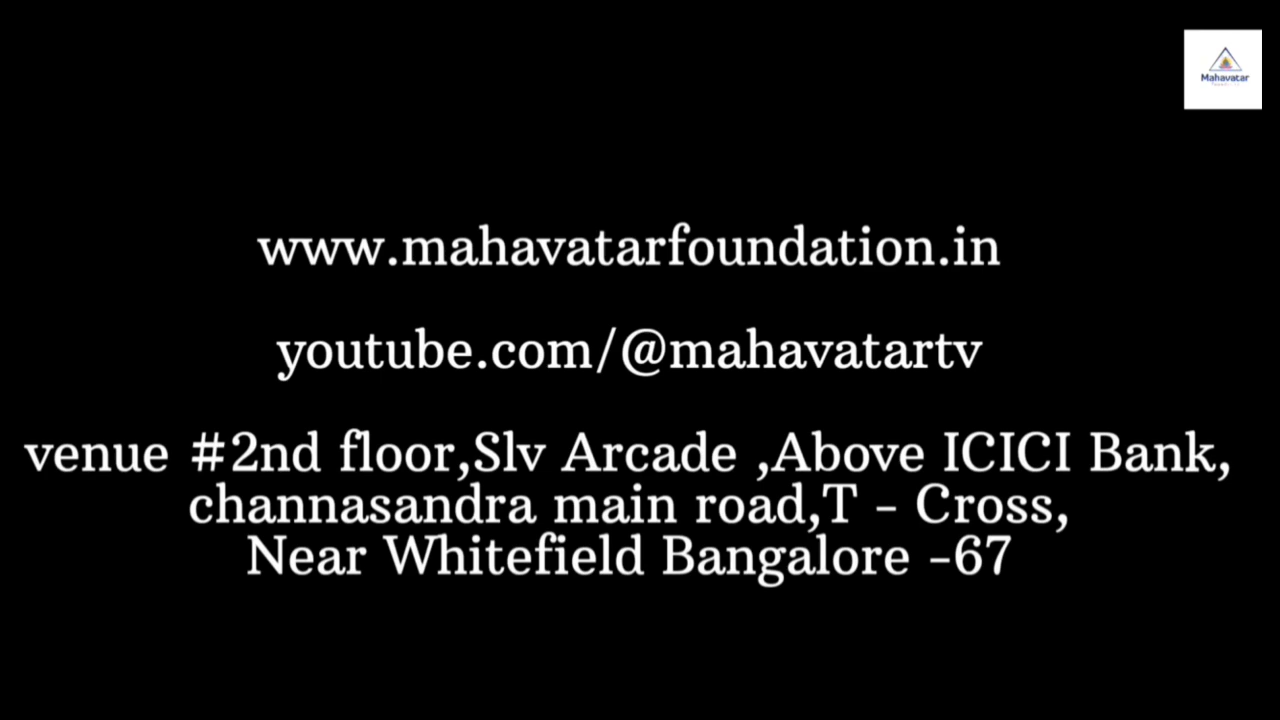 Mahavatar
www.mahavatarfoundation.in
youtube.com/@mahavatartv
venue #2nd floor,Slv Arcade ,Above ICICI Bank,
channasandra main road,T - Cross,
Near Whitefield Bangalore -67